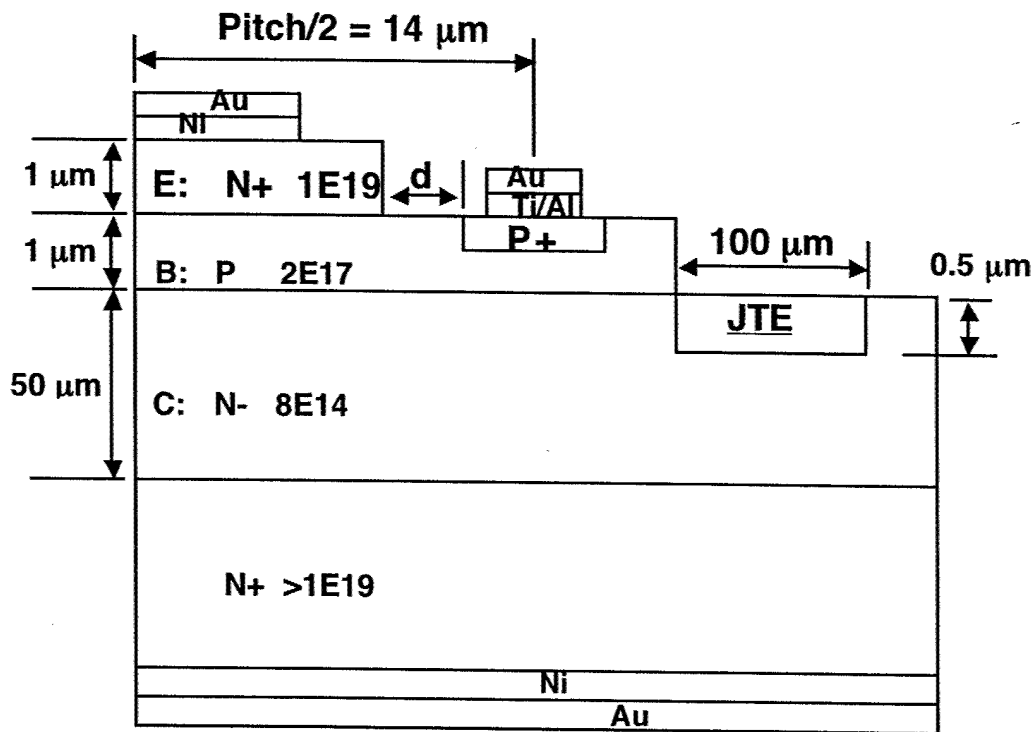 Pitch/2 = 14 μm
Au
NI
1 μm
E: N+ 1E19
d
Au
Ti/Al
P+
1 μm
B: P 2E17
100 μm
0.5 μm
JTE
50 μm
C: N- 8E14
N+ >1E19
Ni
Au